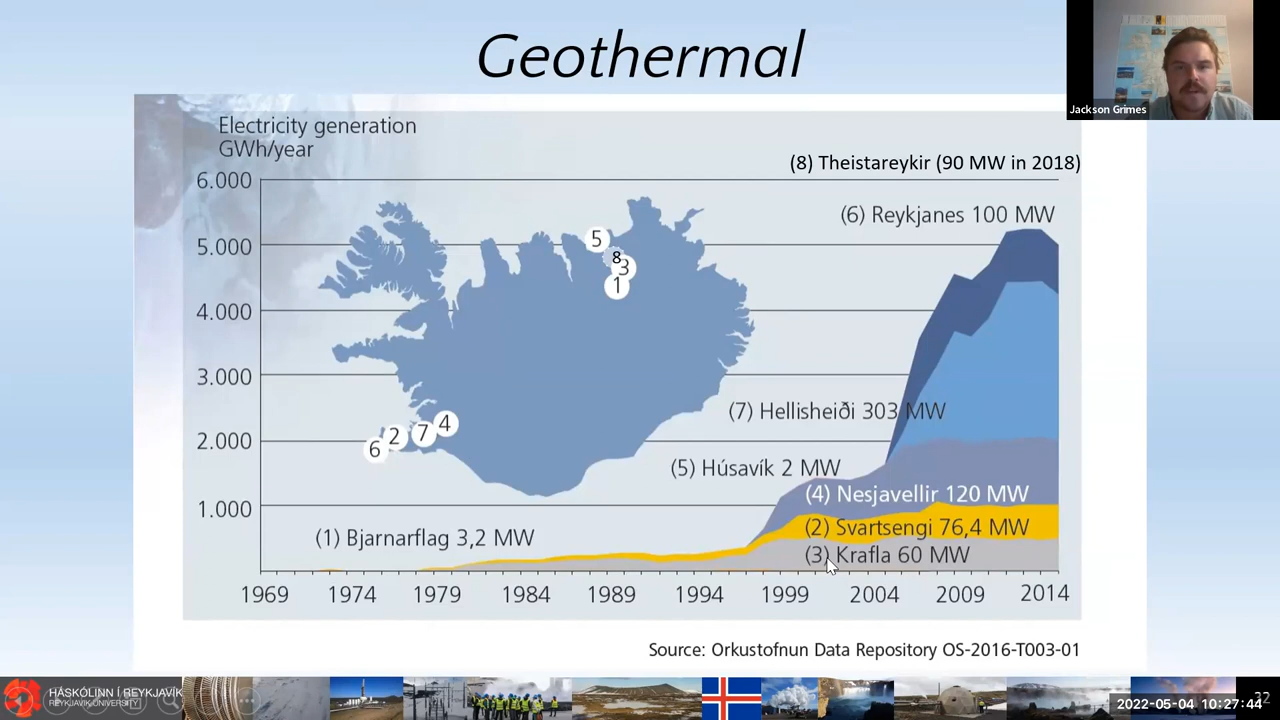 Geothermal
Jackson Grimes
Electricity generation
GWh/year
(8) Theistareykir (90 MW in 2018)
6.000
(6) Reykjanes 100 MW
5.000
5
8
3
1
4.000
3.000
(7) Hellisheiði 303 MW
2.000
6
2
7
4
(5) Húsavík 2 MW
(4) Nesjavellir 120 MW
1.000
(2) Svartsengi 76,4 MW
(1) Bjarnarflag 3,2 MW
(3) Krafla 60 MW
1969 1974 1979 1984 1989 1994 1999 2004 2009 2014
Source: Orkustofnun Data Repository OS-2016-T003-01
HÁSKÓLINN Í REYKJAVÍK
REYKJAVIK UNIVERSITY
32
2022-05-04 10:27:44